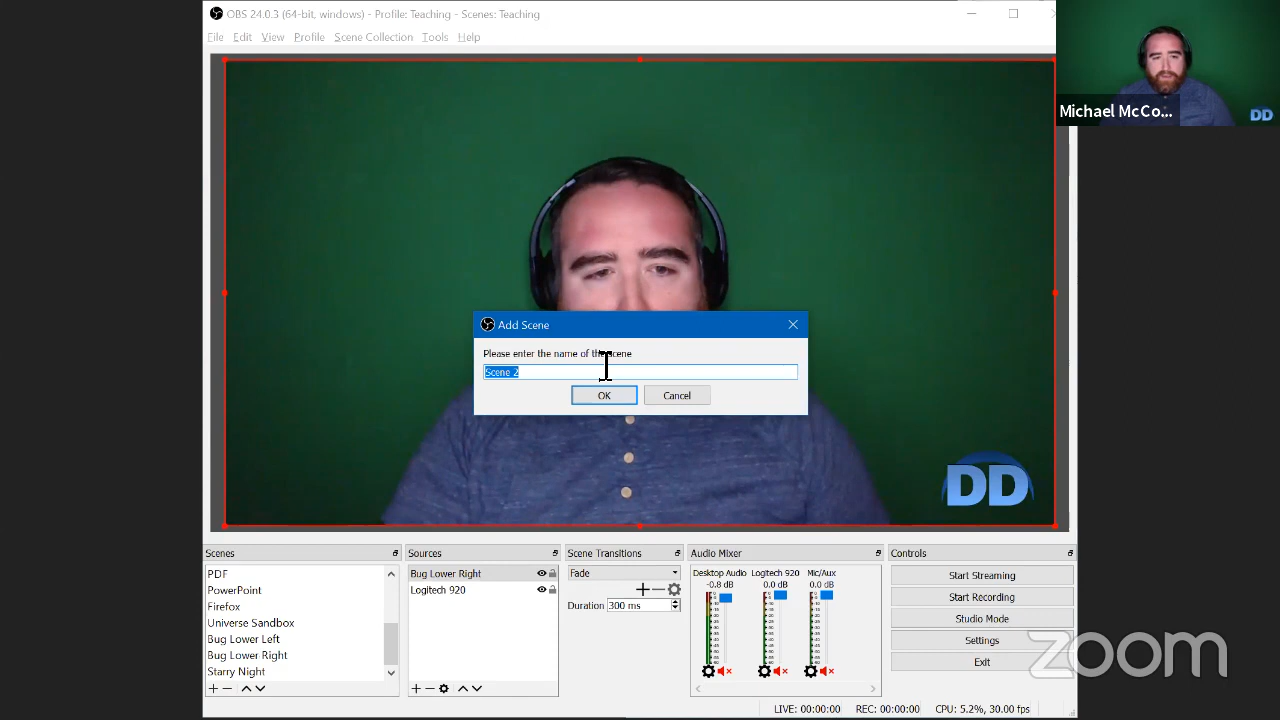 OBS 24.0.3 (64-bit, windows) - Profile: Teaching - Scenes: Teaching
File Edit View Profile Scene Collection Tools Help
Michael McCo...
DD
Add Scene
Please enter the name of the scene
Scene 2
OK Cancel
DD
Scenes
PDF
PowerPoint
Firefox
Universe Sandbox
Bug Lower Left
Bug Lower Right
Starry Night
Sources
Bug Lower Right
Logitech 920
Scene Transitions
Fade
Duration 300 ms
Audio Mixer
Desktop Audio Logitech 920 Mic/Aux
-0.8 dB 0.0 dB 0.0 dB
Controls
Start Streaming
Start Recording
Studio Mode
Settings
Exit
zoom
LIVE: 00:00:00 REC: 00:00:00 CPU: 5.2%, 30.00 fps